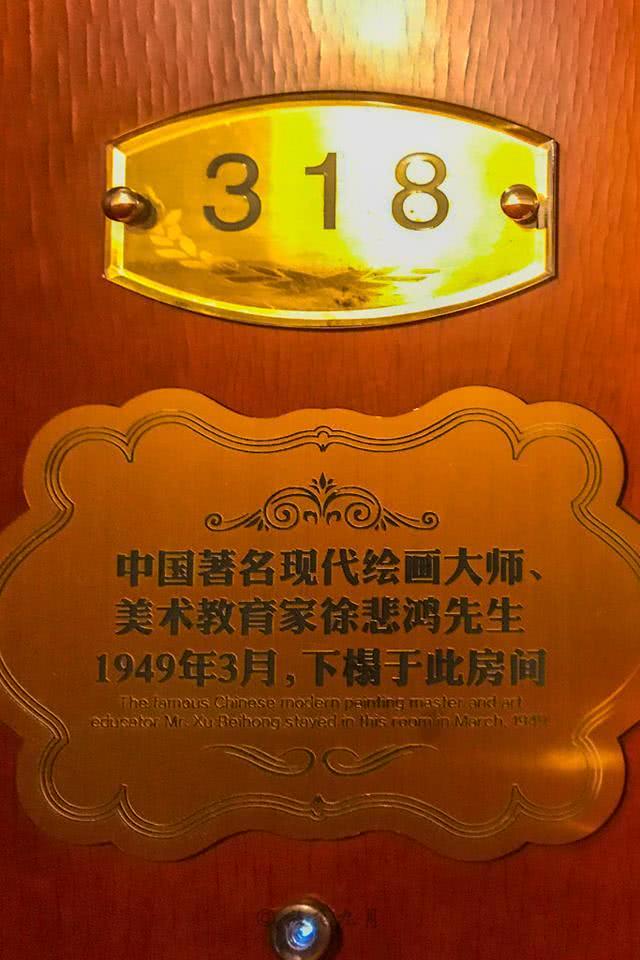 318
中国著名现代绘画大师、
美术教育家徐悲鸿先生
1949年3月,下榻于此房间
The famous Chinese modern painting master and art
educator Mr. Xu Beihong stayed in this room in March, 1949
九月